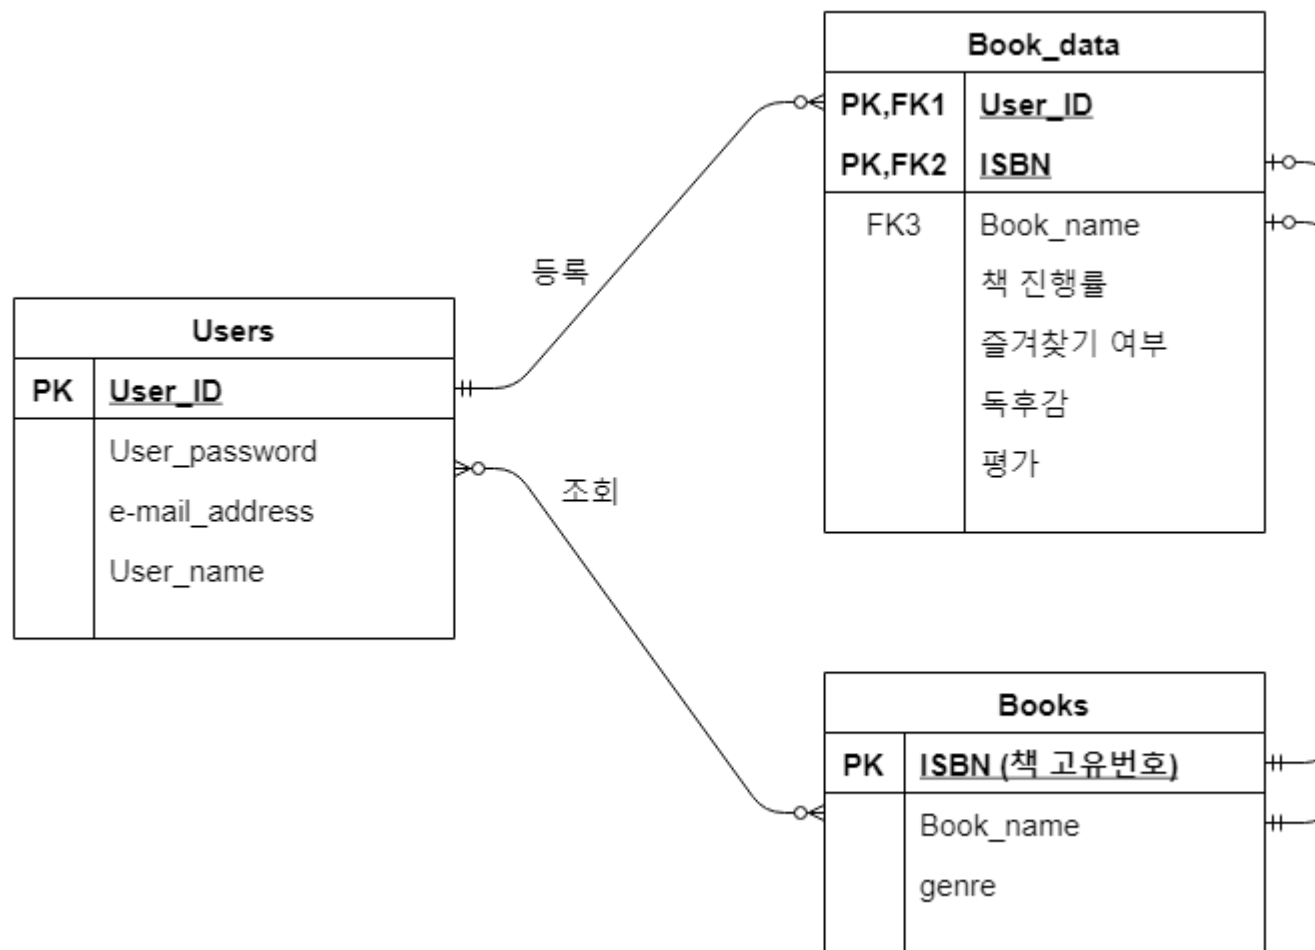 Book_data
PK,FK1 User_ID
PK,FK2 ISBN
FK3 Book_name
책 진행률
즐겨찾기 여부
독후감
평가
등록
Users
PK User_ID
User_password
e-mail_address
User_name
조회
Books
PK ISBN (책 고유번호)
Book_name
genre